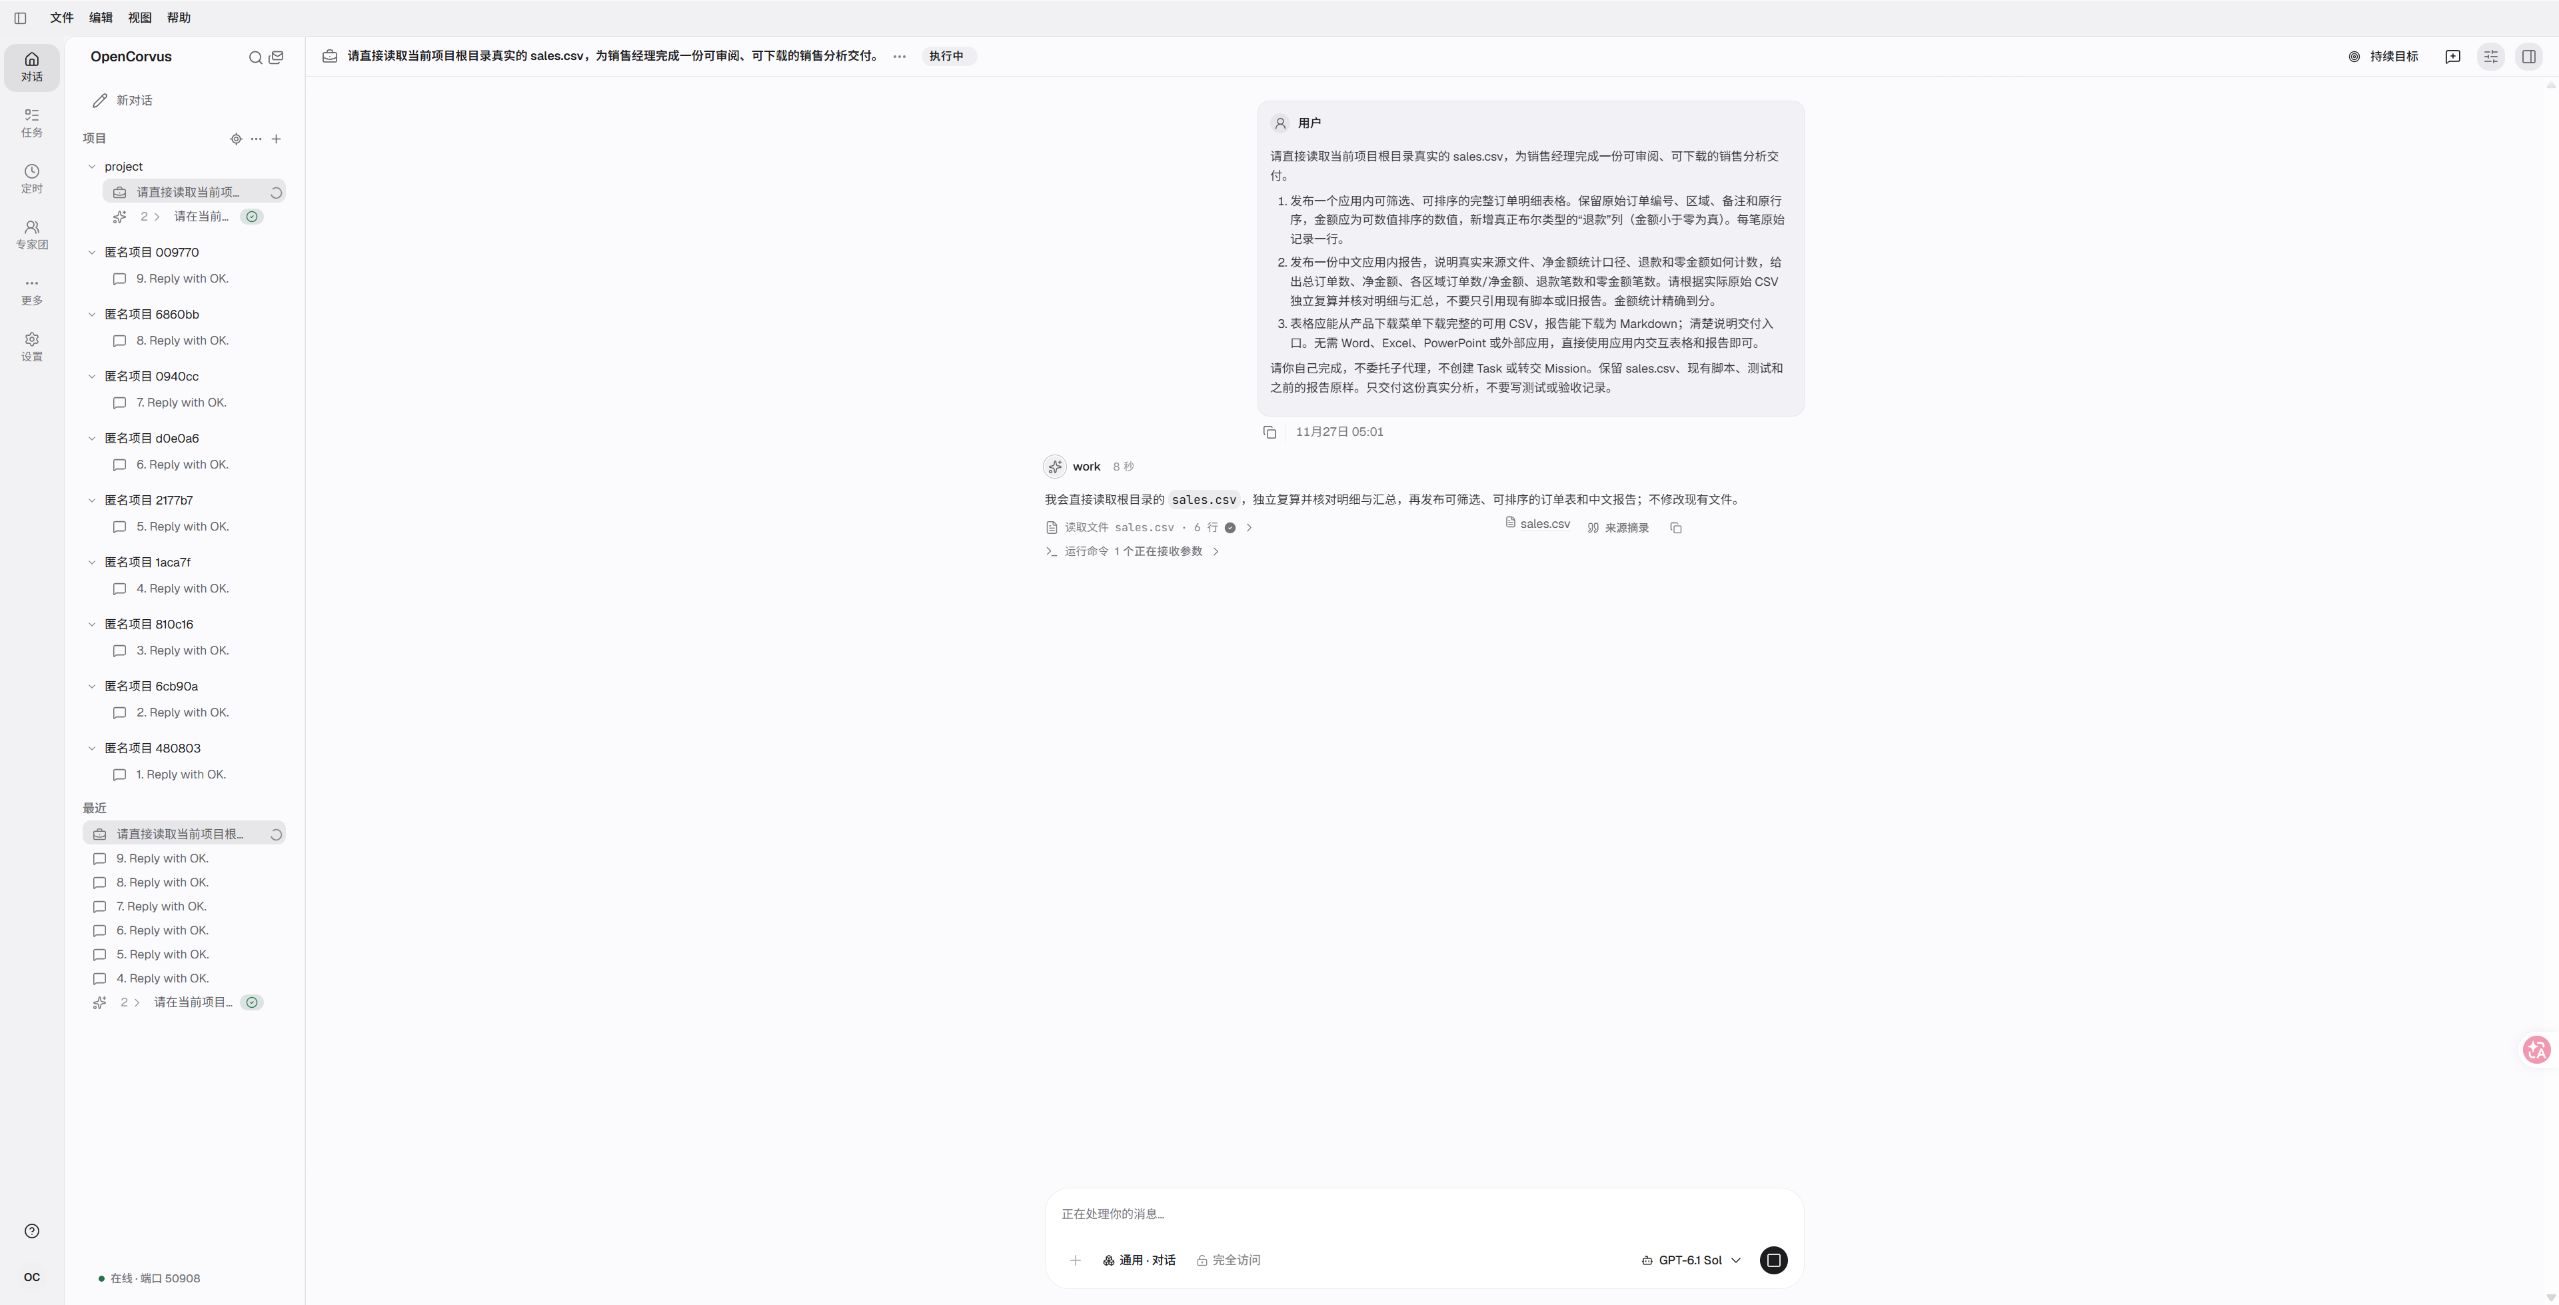 文件 编辑 视图 帮助
对话
任务
定时
专家团
更多
设置
OC
OpenCorvus
新对话
项目
project
请直接读取当前项...
2 请在当前...
匿名项目 009770
9. Reply with OK.
匿名项目 6860bb
8. Reply with OK.
匿名项目 0940cc
7. Reply with OK.
匿名项目 d0e0a6
6. Reply with OK.
匿名项目 2177b7
5. Reply with OK.
匿名项目 1aca7f
4. Reply with OK.
匿名项目 810c16
3. Reply with OK.
匿名项目 6cb90a
2. Reply with OK.
匿名项目 480803
1. Reply with OK.
最近
请直接读取当前项目根...
9. Reply with OK.
8. Reply with OK.
7. Reply with OK.
6. Reply with OK.
5. Reply with OK.
4. Reply with OK.
2 请在当前项目...
在线 · 端口 50908
请直接读取当前项目根目录真实的 sales.csv，为销售经理完成一份可审阅、可下载的销售分析交付。 ··· 执行中
持续目标
用户
请直接读取当前项目根目录真实的 sales.csv，为销售经理完成一份可审阅、可下载的销售分析交
付。
1. 发布一个应用内可筛选、可排序的完整订单明细表格。保留原始订单编号、区域、备注和原行
序，金额应为可数值排序的数值，新增真正布尔类型的“退款”列（金额小于零为真）。每笔原始
记录一行。
2. 发布一份中文应用内报告，说明真实来源文件、净金额统计口径、退款和零金额如何计数，给
出总订单数、净金额、各区域订单数/净金额、退款笔数和零金额笔数。请根据实际原始 CSV
独立复算并核对明细与汇总，不要只引用现有脚本或旧报告。金额统计精确到分。
3. 表格应能从产品下载菜单下载完整的可用 CSV，报告能下载为 Markdown；清楚说明交付入
口。无需 Word、Excel、PowerPoint 或外部应用，直接使用应用内交互表格和报告即可。
请你自己完成，不委托子代理，不创建 Task 或转交 Mission。保留 sales.csv、现有脚本、测试和
之前的报告原样。只交付这份真实分析，不要写测试或验收记录。
11月27日 05:01
work 8 秒
我会直接读取根目录的 sales.csv，独立复算并核对明细与汇总，再发布可筛选、可排序的订单表和中文报告；不修改现有文件。
读取文件 sales.csv · 6 行
sales.csv 来源摘录
运行命令 1 个正在接收参数
正在处理你的消息...
通用 · 对话 完全访问
GPT-6.1 Sol